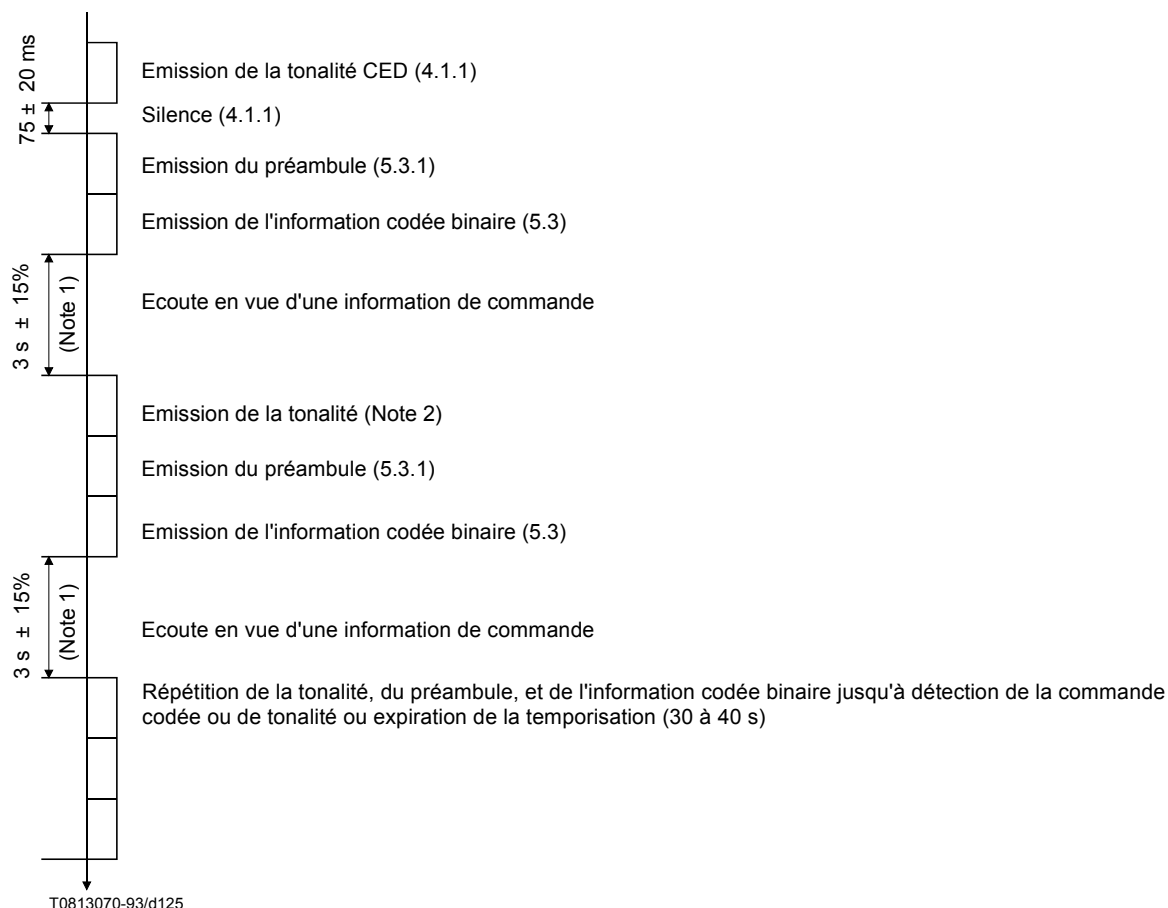 75 ± 20 ms
Emission de la tonalité CED (4.1.1)
Silence (4.1.1)
Emission du préambule (5.3.1)
Emission de l'information codée binaire (5.3)
3 s ± 15%
(Note 1)
Ecoute en vue d'une information de commande
Emission de la tonalité (Note 2)
Emission du préambule (5.3.1)
Emission de l'information codée binaire (5.3)
3 s ± 15%
(Note 1)
Ecoute en vue d'une information de commande
Répétition de la tonalité, du préambule, et de l'information codée binaire jusqu'à détection de la commande
codée ou de tonalité ou expiration de la temporisation (30 à 40 s)
T0813070-93/d125